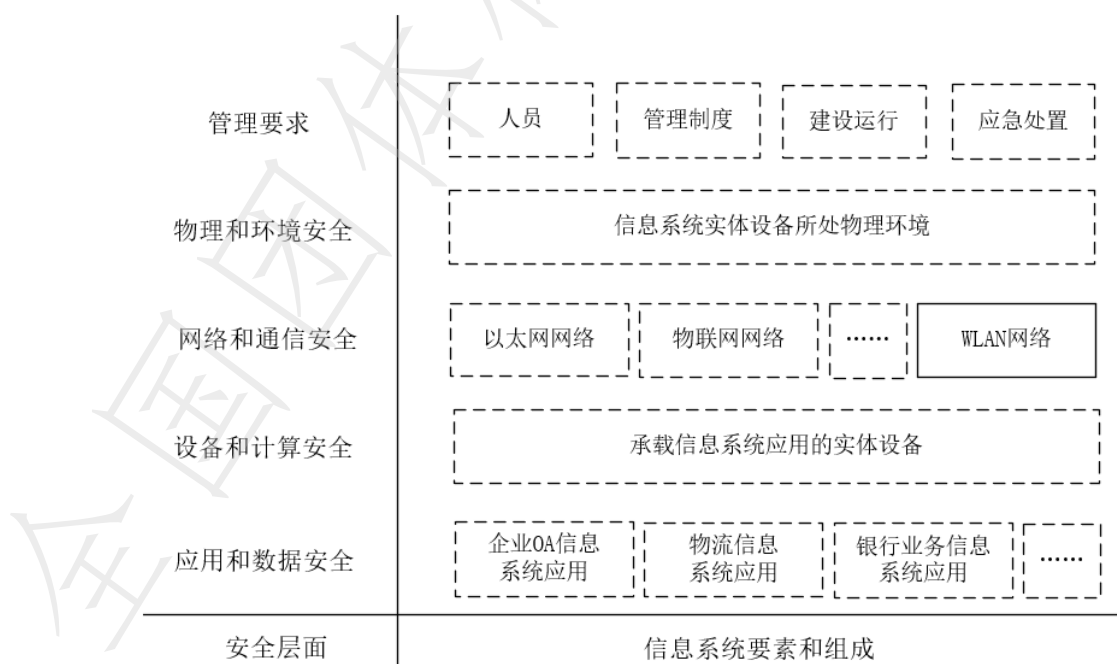 管理要求
人员
管理制度
建设运行
应急处置
物理和环境安全
信息系统实体设备所处物理环境
网络和通信安全
以太网网络
物联网网络
……
WLAN网络
设备和计算安全
承载信息系统应用的实体设备
应用和数据安全
企业OA信息
系统应用
物流信息
系统应用
银行业务信息
系统应用
……
安全层面
信息系统要素和组成
全国团体